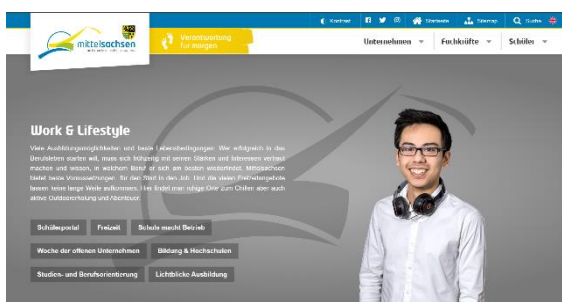 Kontrast
Startseite
Sitemap
Suche
mittelsachsen
Verantwortung
für morgen
Unternehmen
Fachkräfte
Schüler
Work & Lifestyle
Viele Ausbildungsmöglichkeiten und beste Lebensbedingungen: Wer erfolgreich in das
Berufsleben starten will, muss sich frühzeitig mit seinen Stärken und Interessen vertraut
machen und wissen, in welchem Beruf er sich am besten wiederfindet. Mittelsachsen
bietet beste Voraussetzungen für den Start in den Job. Und die vielen Freizeitangebote
lassen keine lange Weile aufkommen. Hier findet man ruhige Orte zum Chillen aber auch
aktive Outdoorerholung und Abenteuer.
Schülerportal
Freizeit
Schule macht Betrieb
Woche der offenen Unternehmen
Bildung & Hochschulen
Studien- und Berufsorientierung
Lichtblicke Ausbildung